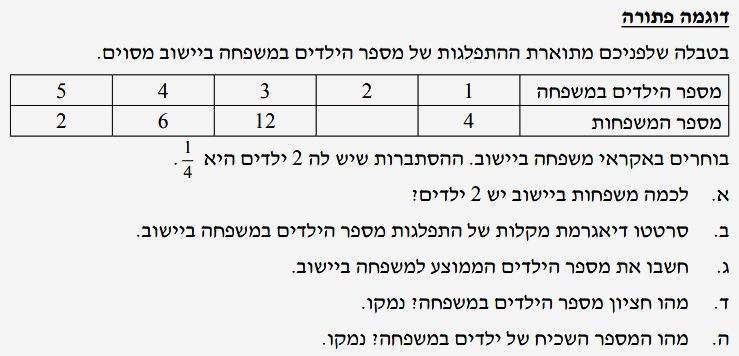 דוגמה פתורה
בטבלה שלפניכם מתוארת ההתפלגות של מספר הילדים במשפחה ביישוב מסוים.
מספר הילדים במשפחה 1 2 3 4 5
מספר המשפחות 4 12 6 2
בוחרים באקראי משפחה ביישוב. ההסתברות שיש לה 2 ילדים היא 1/4.
א. לכמה משפחות ביישוב יש 2 ילדים?
ב. סרטטו דיאגרמת מקלות של התפלגות מספר הילדים במשפחה ביישוב.
ג. חשבו את מספר הילדים הממוצע למשפחה ביישוב.
ד. מהו חציון מספר הילדים במשפחה? נמקו.
ה. מהו המספר השכיח של ילדים במשפחה? נמקו.